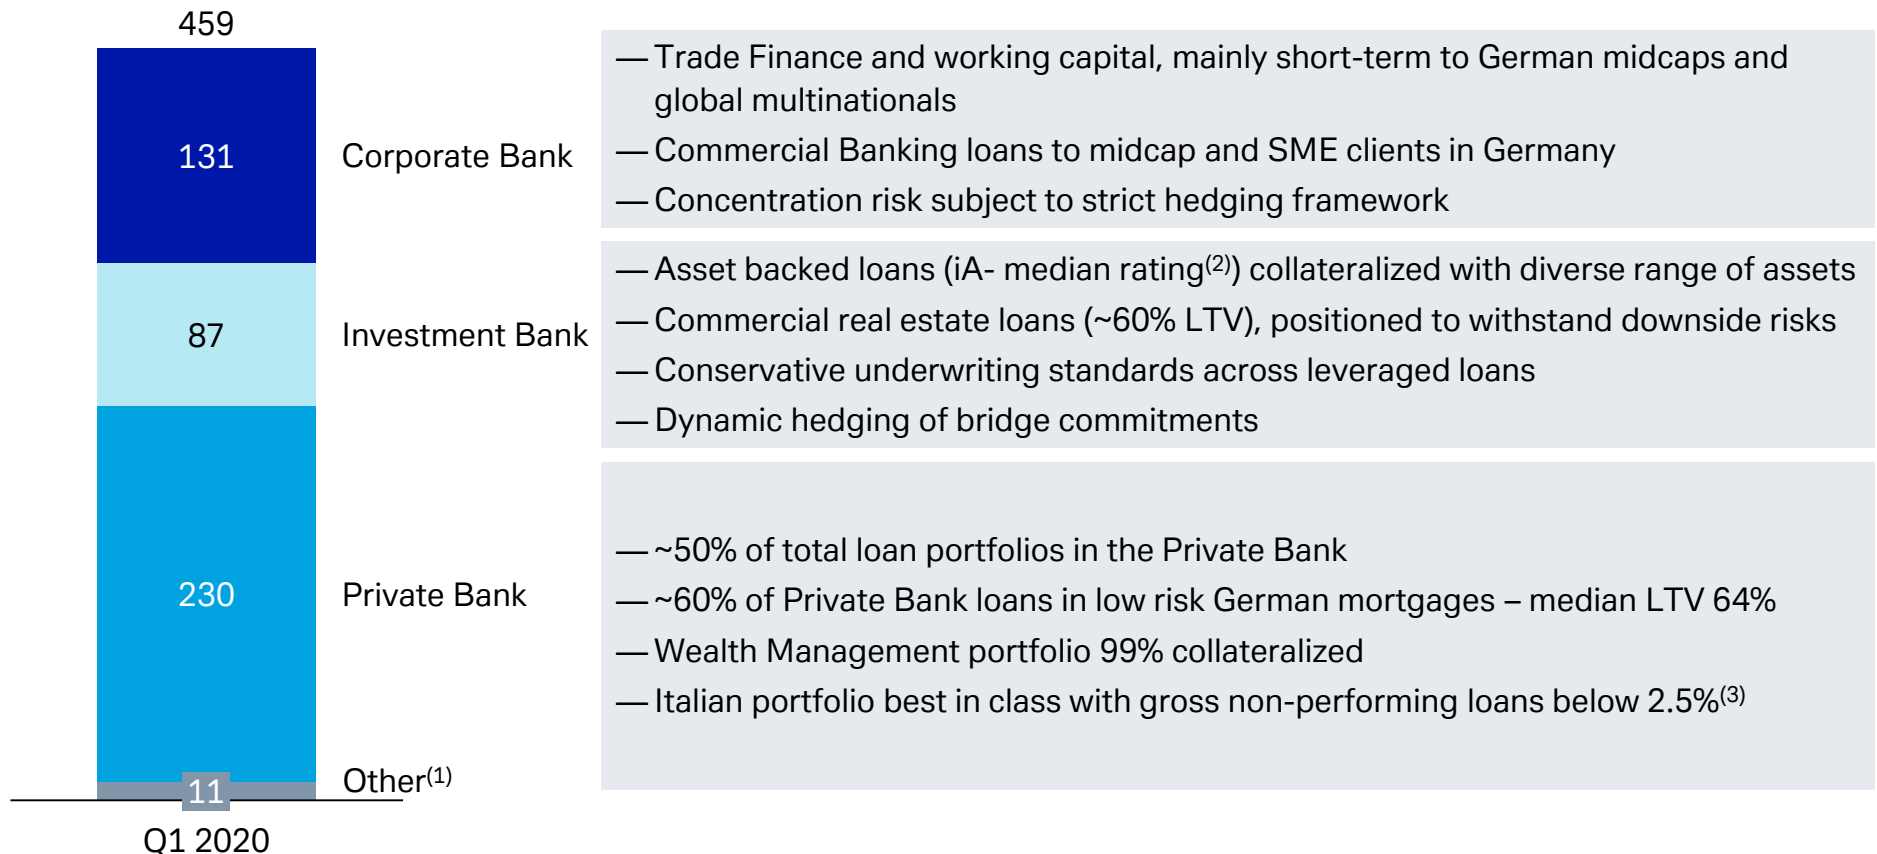 459
131
Corporate Bank
— Trade Finance and working capital, mainly short-term to German midcaps and
global multinationals
— Commercial Banking loans to midcap and SME clients in Germany
— Concentration risk subject to strict hedging framework
87
Investment Bank
— Asset backed loans (iA- median rating(2)) collateralized with diverse range of assets
— Commercial real estate loans (~60% LTV), positioned to withstand downside risks
— Conservative underwriting standards across leveraged loans
— Dynamic hedging of bridge commitments
230
Private Bank
— ~50% of total loan portfolios in the Private Bank
— ~60% of Private Bank loans in low risk German mortgages – median LTV 64%
— Wealth Management portfolio 99% collateralized
— Italian portfolio best in class with gross non-performing loans below 2.5%(3)
11
Other(1)
Q1 2020